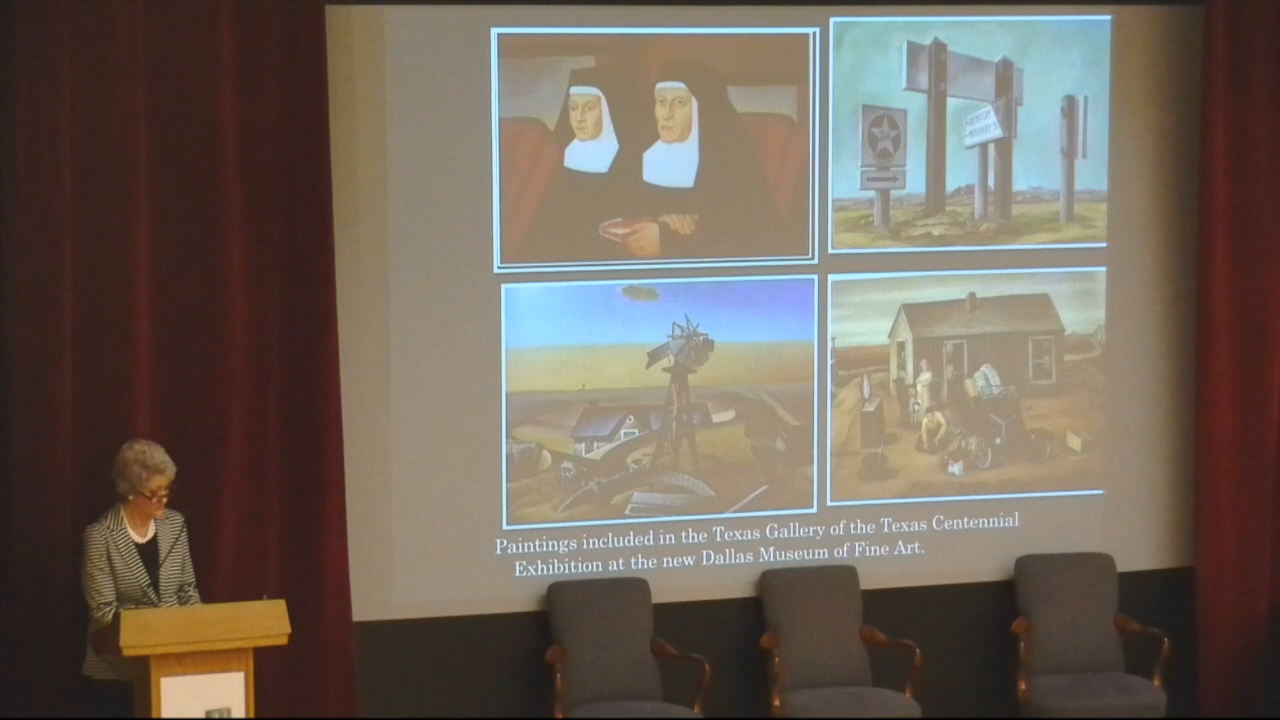 Paintings included in the Texas Gallery of the Texas Centennial
Exhibition at the new Dallas Museum of Fine Art.